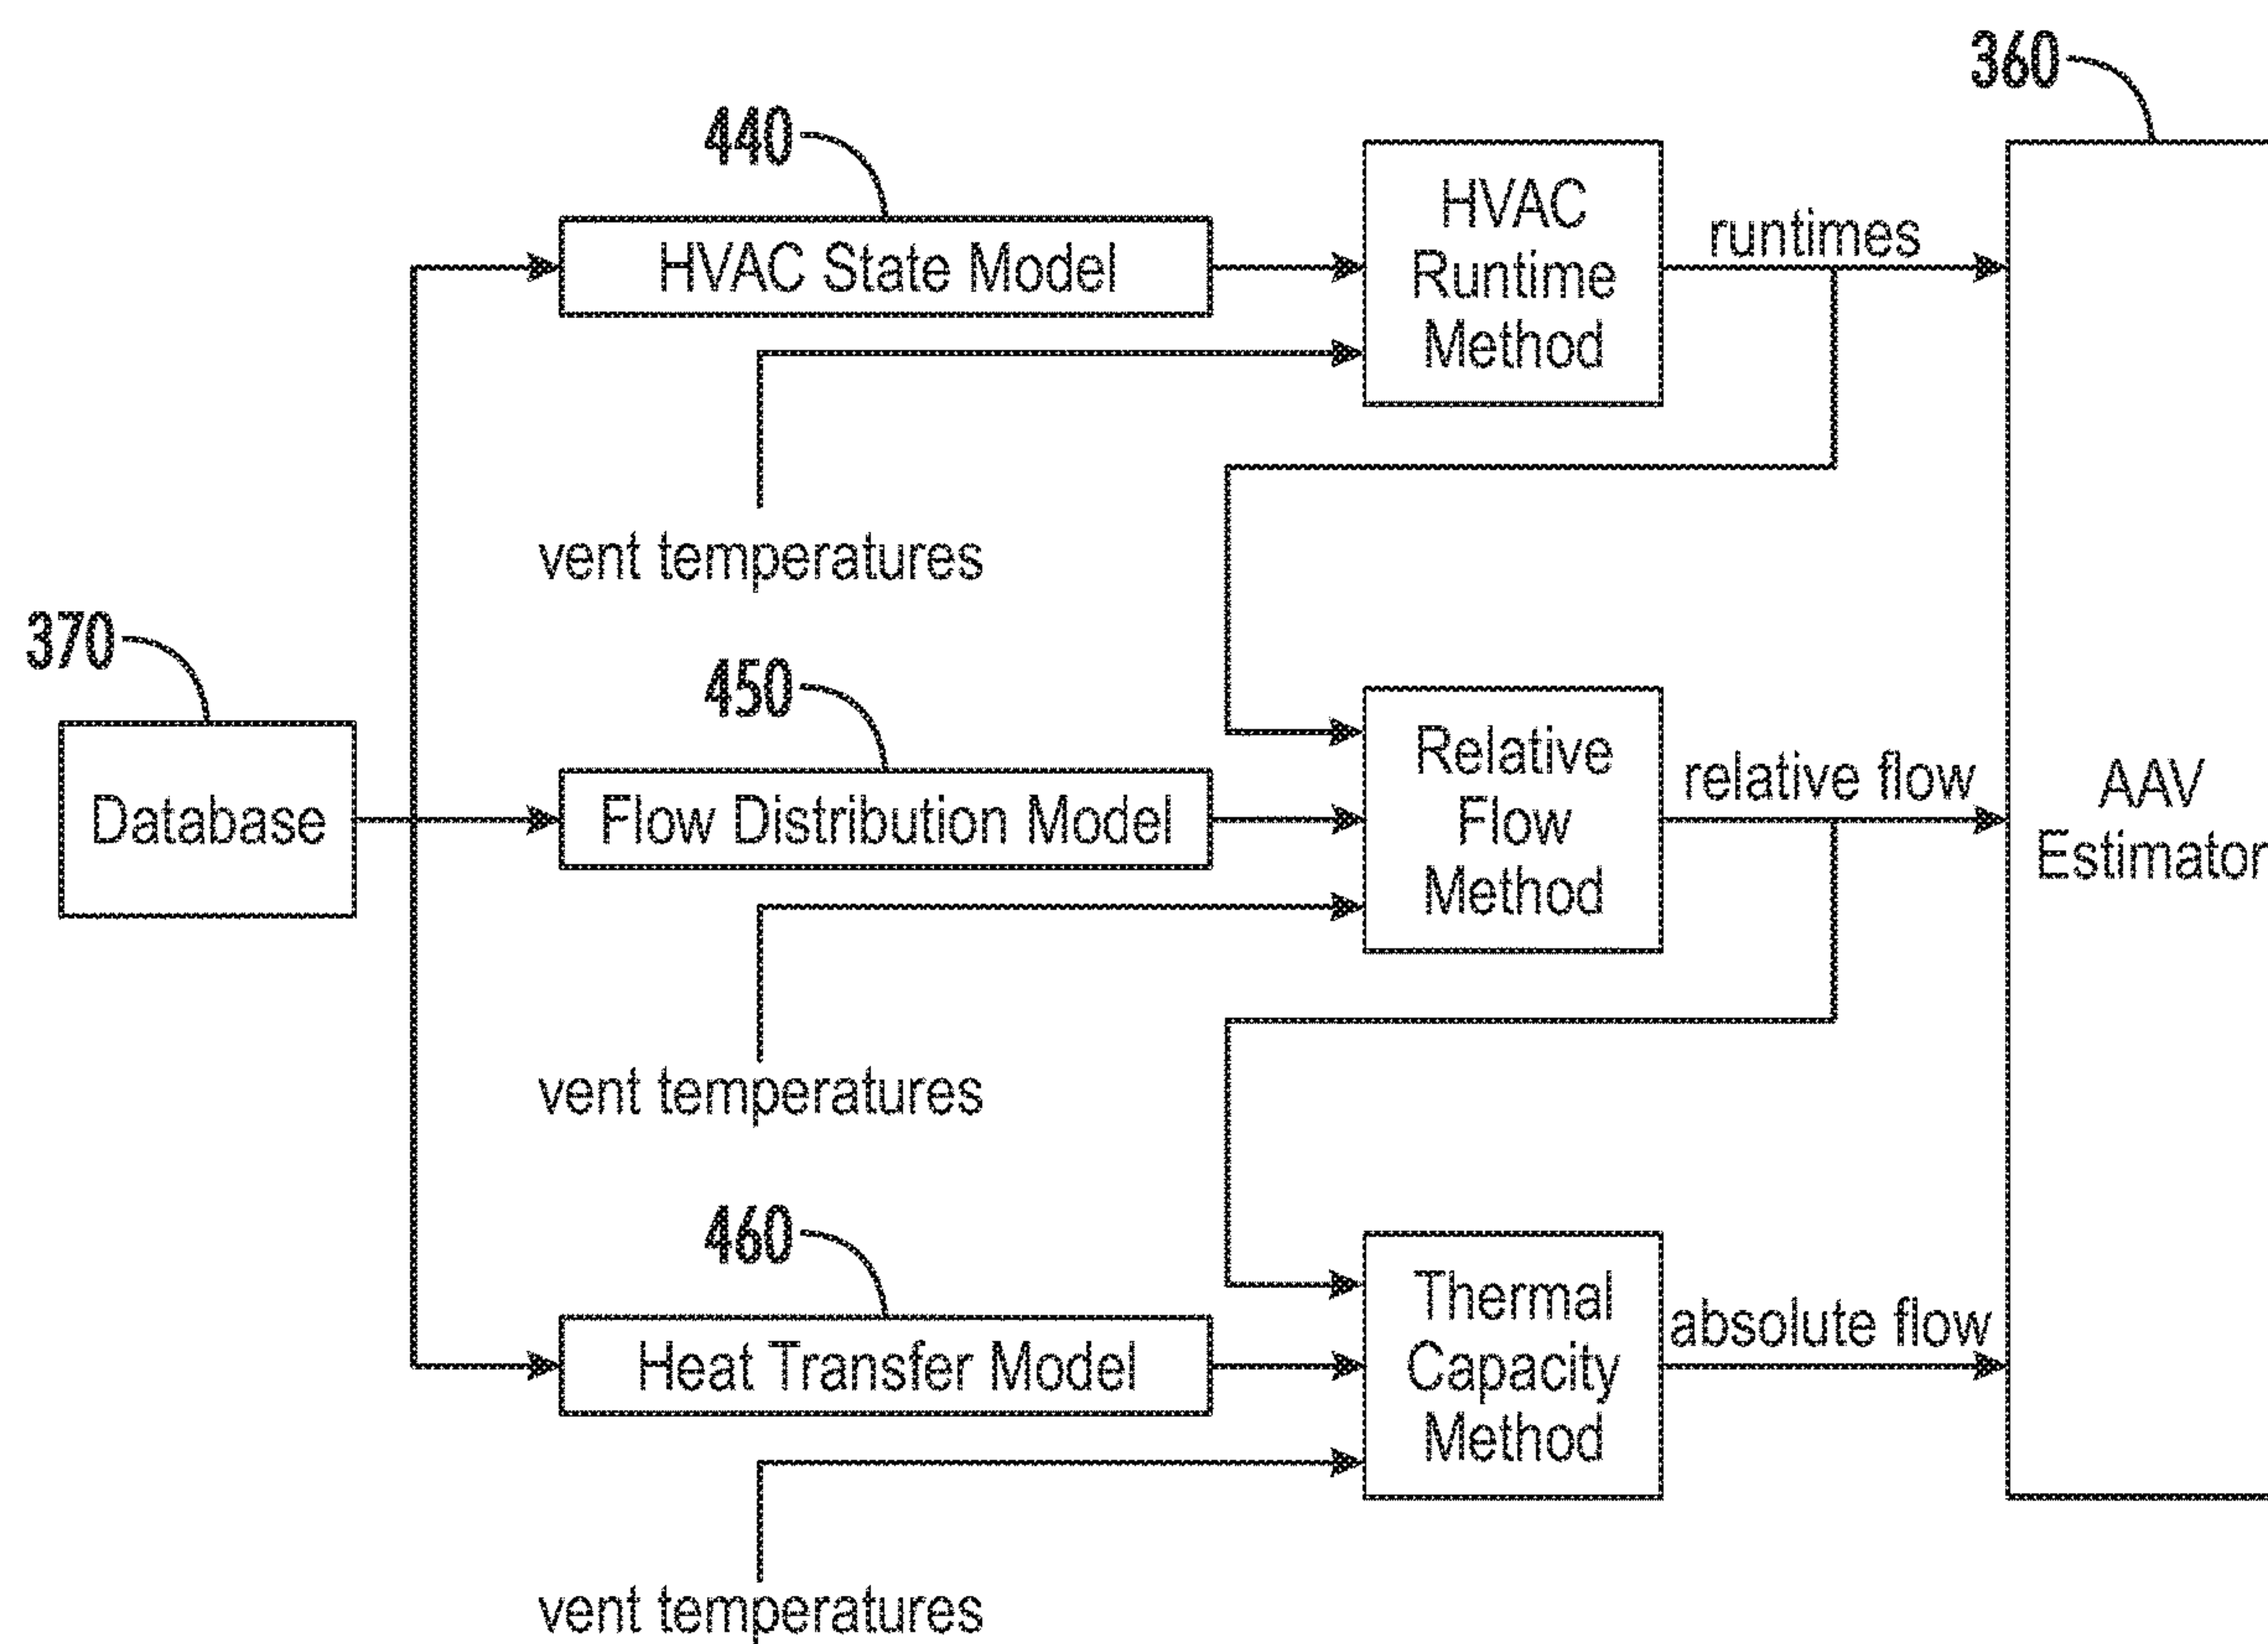 360
440
HVAC
Runtime
Method
HVAC State Model
runtimes
vent temperatures
370
450
Database
Flow Distribution Model
Relative
Flow
Method
relative flow
AAV
Estimator
vent temperatures
460
Heat Transfer Model
Thermal
Capacity
Method
absolute flow
vent temperatures